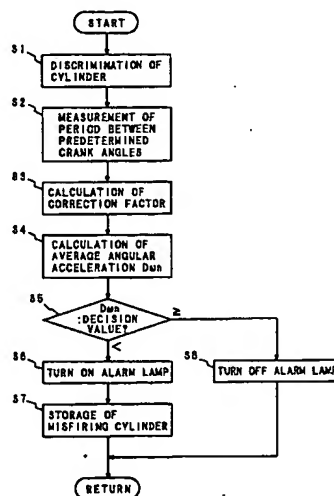 START
S1
DISCRIMINATION OF
CYLINDER
S2
MEASUREMENT OF
PERIOD BETWEEN
PREDETERMINED
CRANK ANGLES
S3
CALCULATION OF
CORRECTION FACTOR
S4
CALCULATION OF
AVERAGE ANGULAR
ACCELERATION Dωn
S5
Dωn
:DECISION
VALUE?
≥
<
S6
TURN ON ALARM LAMP
S8
TURN OFF ALARM LAMP
S7
STORAGE OF
MISFIRING CYLINDER
RETURN